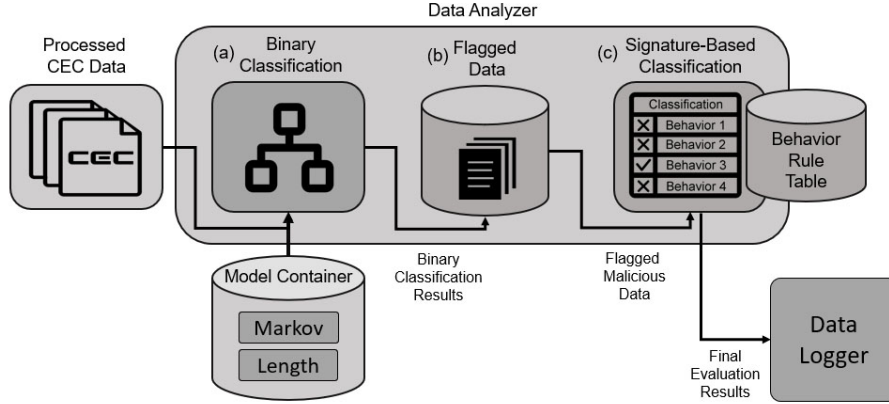 Data Analyzer
Processed
CEC Data
CEC
(a)
Binary
Classification
(b)
Flagged
Data
(c)
Signature-Based
Classification
Classification
Behavior 1
Behavior 2
Behavior 3
Behavior 4
Behavior
Rule
Table
Model Container
Markov
Length
Binary
Classification
Results
Flagged
Malicious
Data
Final
Evaluation
Results
Data
Logger